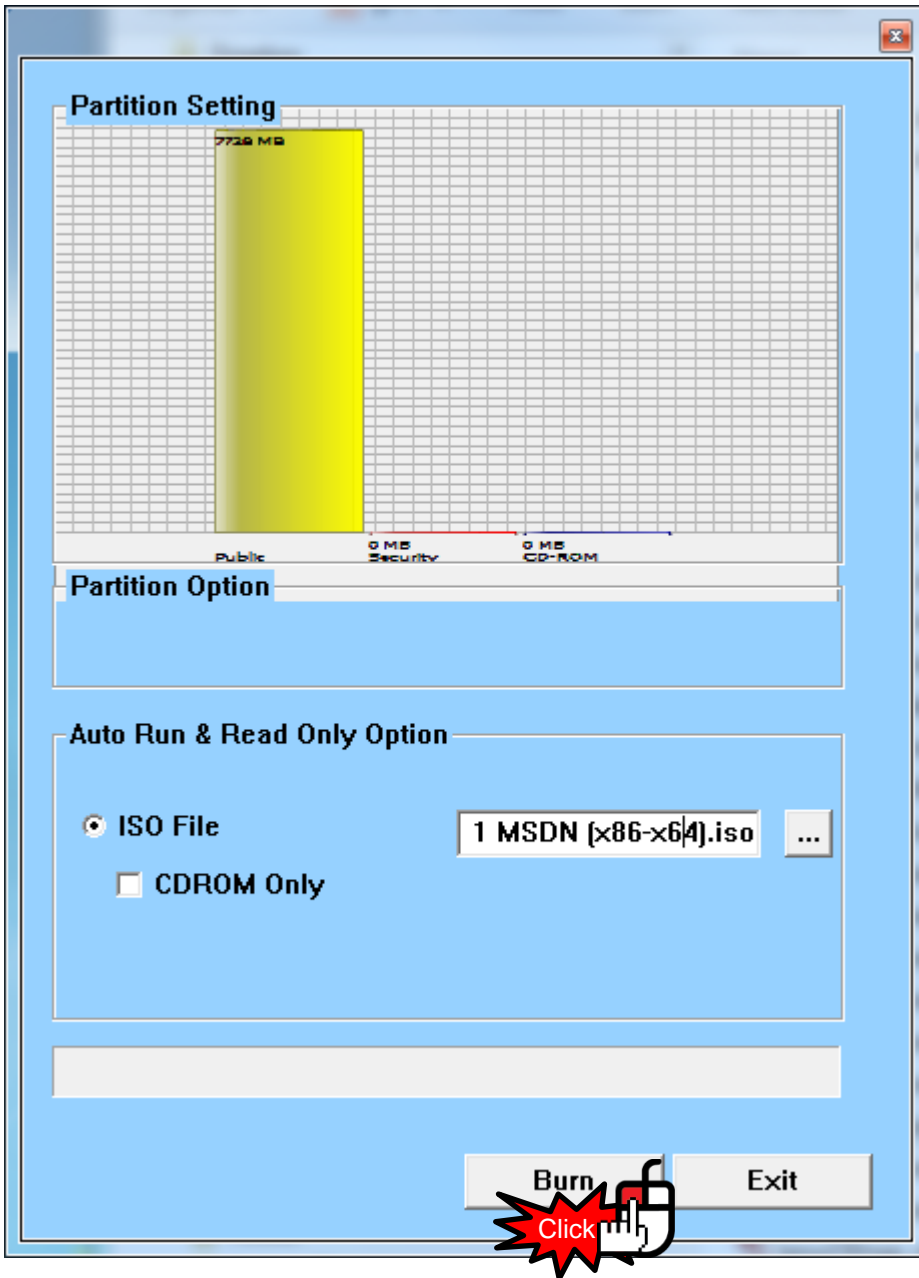 Partition Setting
7728 MB
0 MB
0 MB
Public
Security
CD-ROM
Partition Option
Auto Run & Read Only Option
ISO File
1 MSDN (x86-x64).iso
...
CDROM Only
Burn
Exit
Click